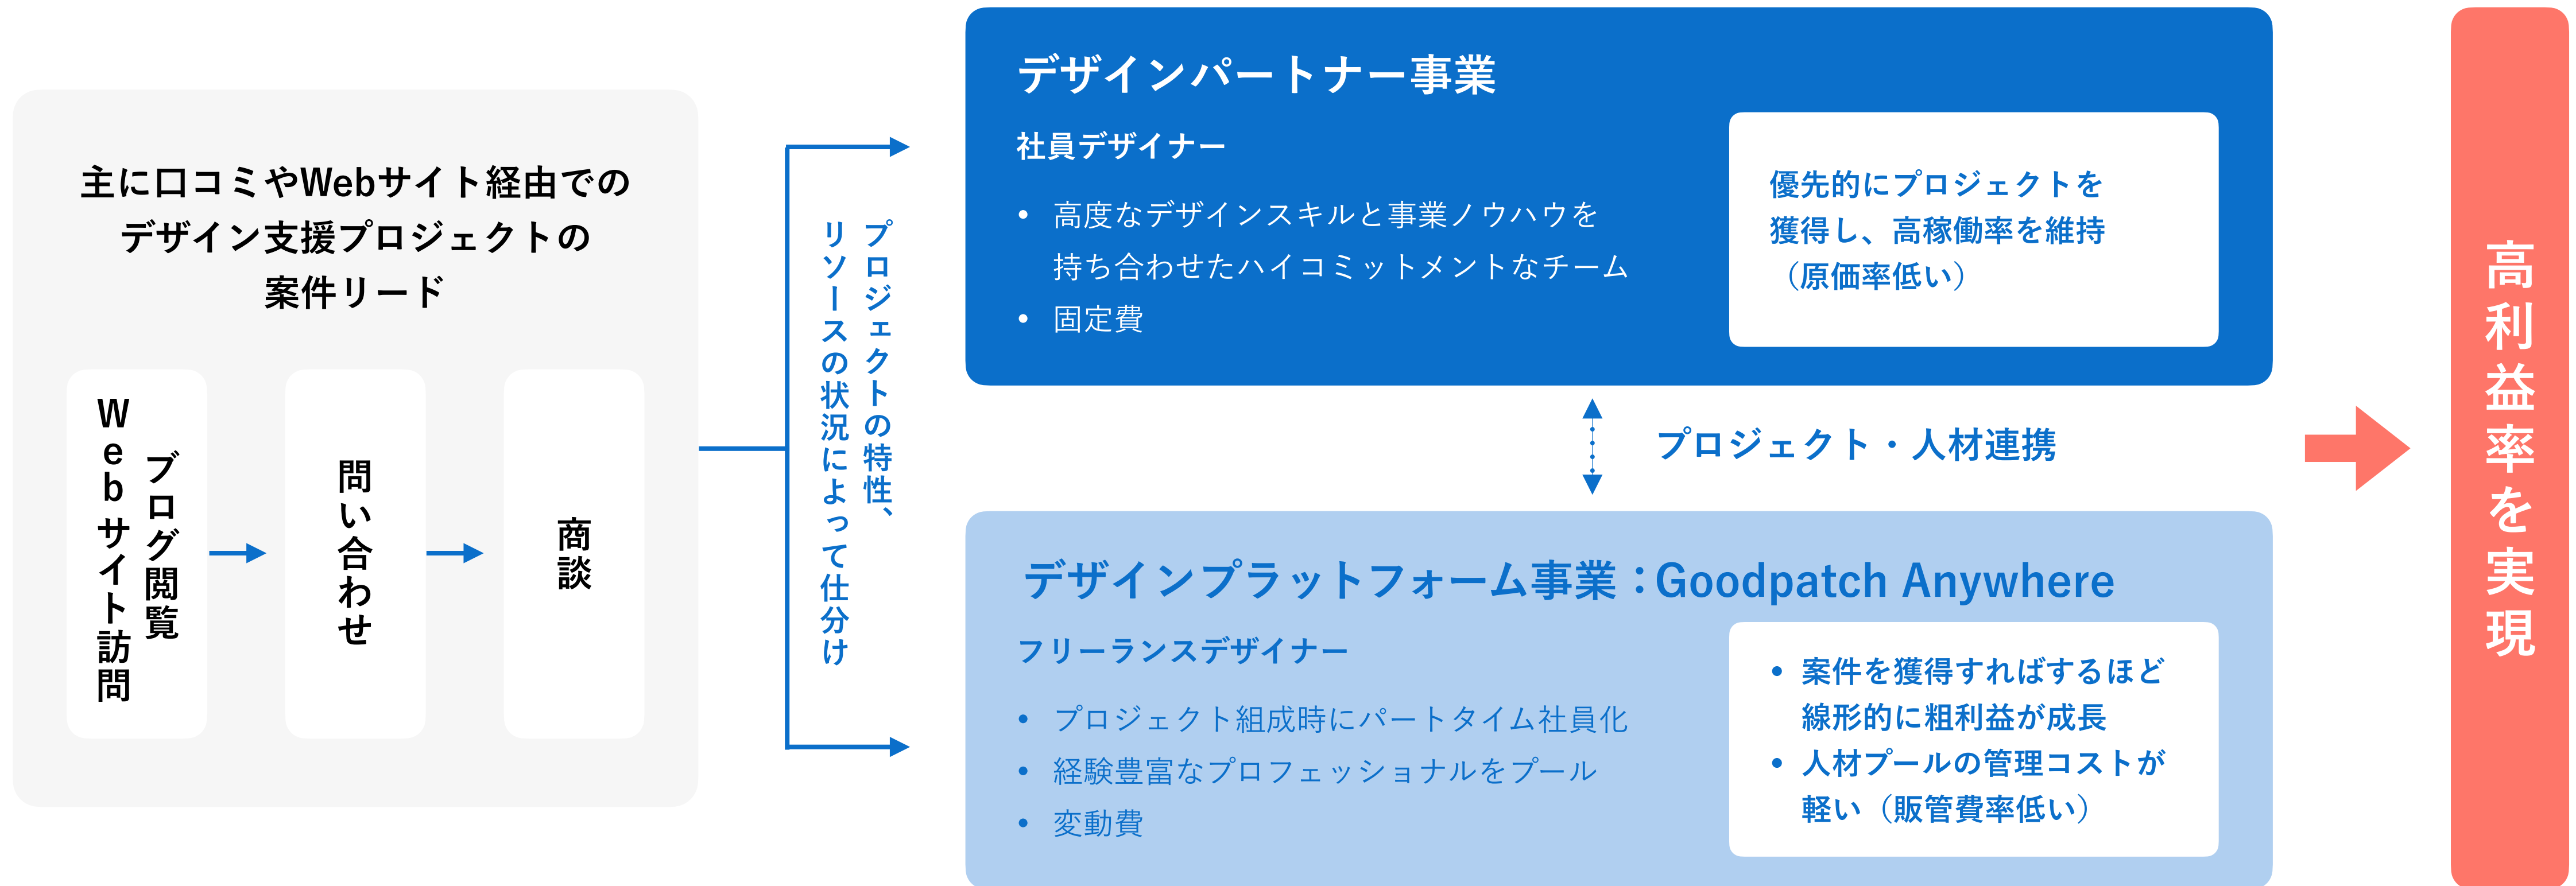 主に口コミやWebサイト経由での
デザイン支援プロジェクトの
案件リード
ブログ閲覧
Webサイト訪問
問い合わせ
商談
プロジェクトの特性、
リソースの状況によって仕分け
デザインパートナー事業
社員デザイナー
• 高度なデザインスキルと事業ノウハウを
持ち合わせたハイコミットメントなチーム
• 固定費
優先的にプロジェクトを
獲得し、高稼働率を維持
（原価率低い）
プロジェクト・人材連携
デザインプラットフォーム事業：Goodpatch Anywhere
フリーランスデザイナー
• プロジェクト組成時にパートタイム社員化
• 経験豊富なプロフェッショナルをプール
• 変動費
• 案件を獲得すればするほど
線形的に粗利益が成長
• 人材プールの管理コストが
軽い（販管費率低い）
高利益率を実現